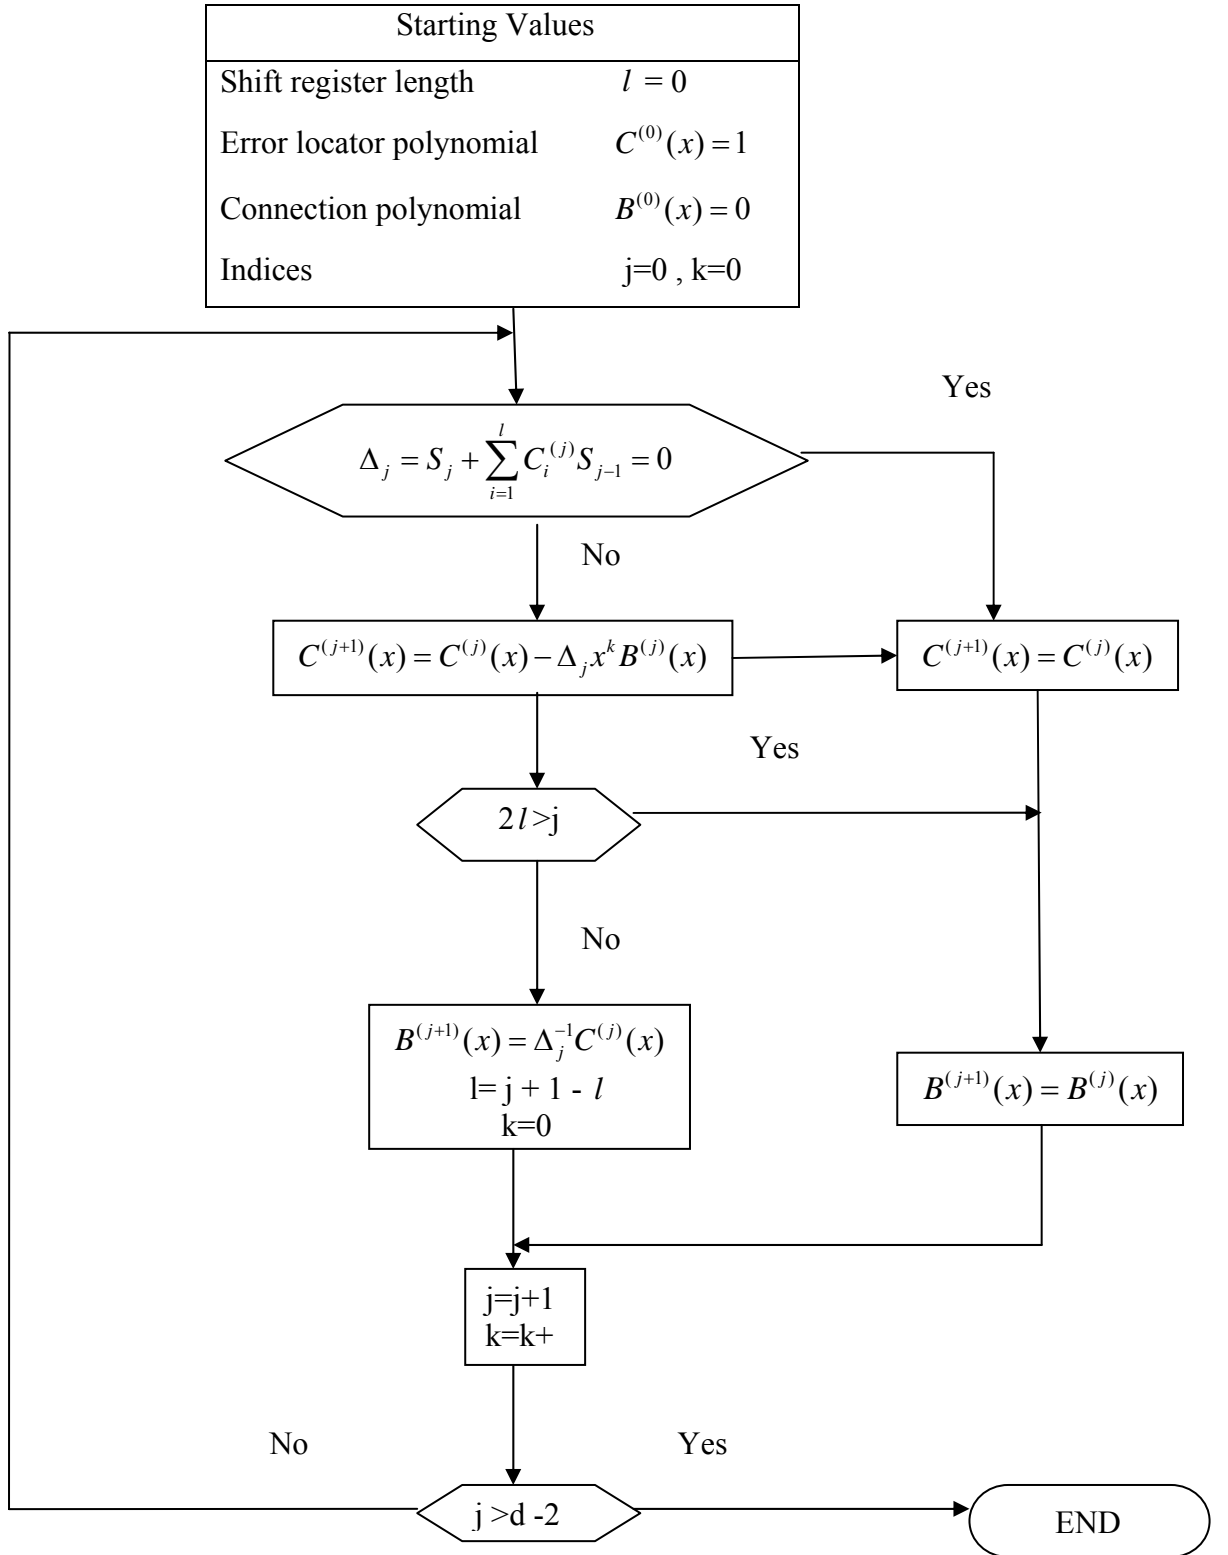 Starting Values
Shift register length l = 0
Error locator polynomial C^{(0)}(x) = 1
Connection polynomial B^{(0)}(x) = 0
Indices j=0 , k=0
Yes
Δ_j = S_j + \sum_{i=1}^{l} C_i^{(j)} S_{j-1} = 0
No
C^{(j+1)}(x) = C^{(j)}(x) − Δ_j x^k B^{(j)}(x)
C^{(j+1)}(x) = C^{(j)}(x)
Yes
2l>j
No
B^{(j+1)}(x) = Δ_j^{-1} C^{(j)}(x)
l= j + 1 - l
k=0
B^{(j+1)}(x) = B^{(j)}(x)
j=j+1
k=k+
No
Yes
j >d -2
END